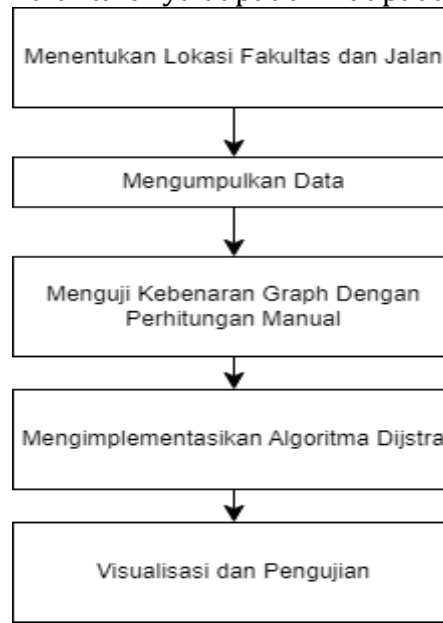 Menentukan Lokasi Fakultas dan Jalan
Mengumpulkan Data
Menguji Kebenaran Graph Dengan
Perhitungan Manual
Mengimplementasikan Algoritma Dijstra
Visualisasi dan Pengujian